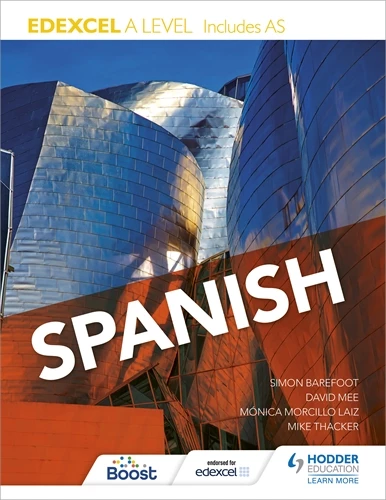 EDEXCEL A LEVEL Includes AS
SPANISH
SIMON BAREFOOT
DAVID MEE
MÓNICA MORCILLO LAIZ
MIKE THACKER
Boost
endorsed for
edexcel
HODDER
EDUCATION
LEARN MORE